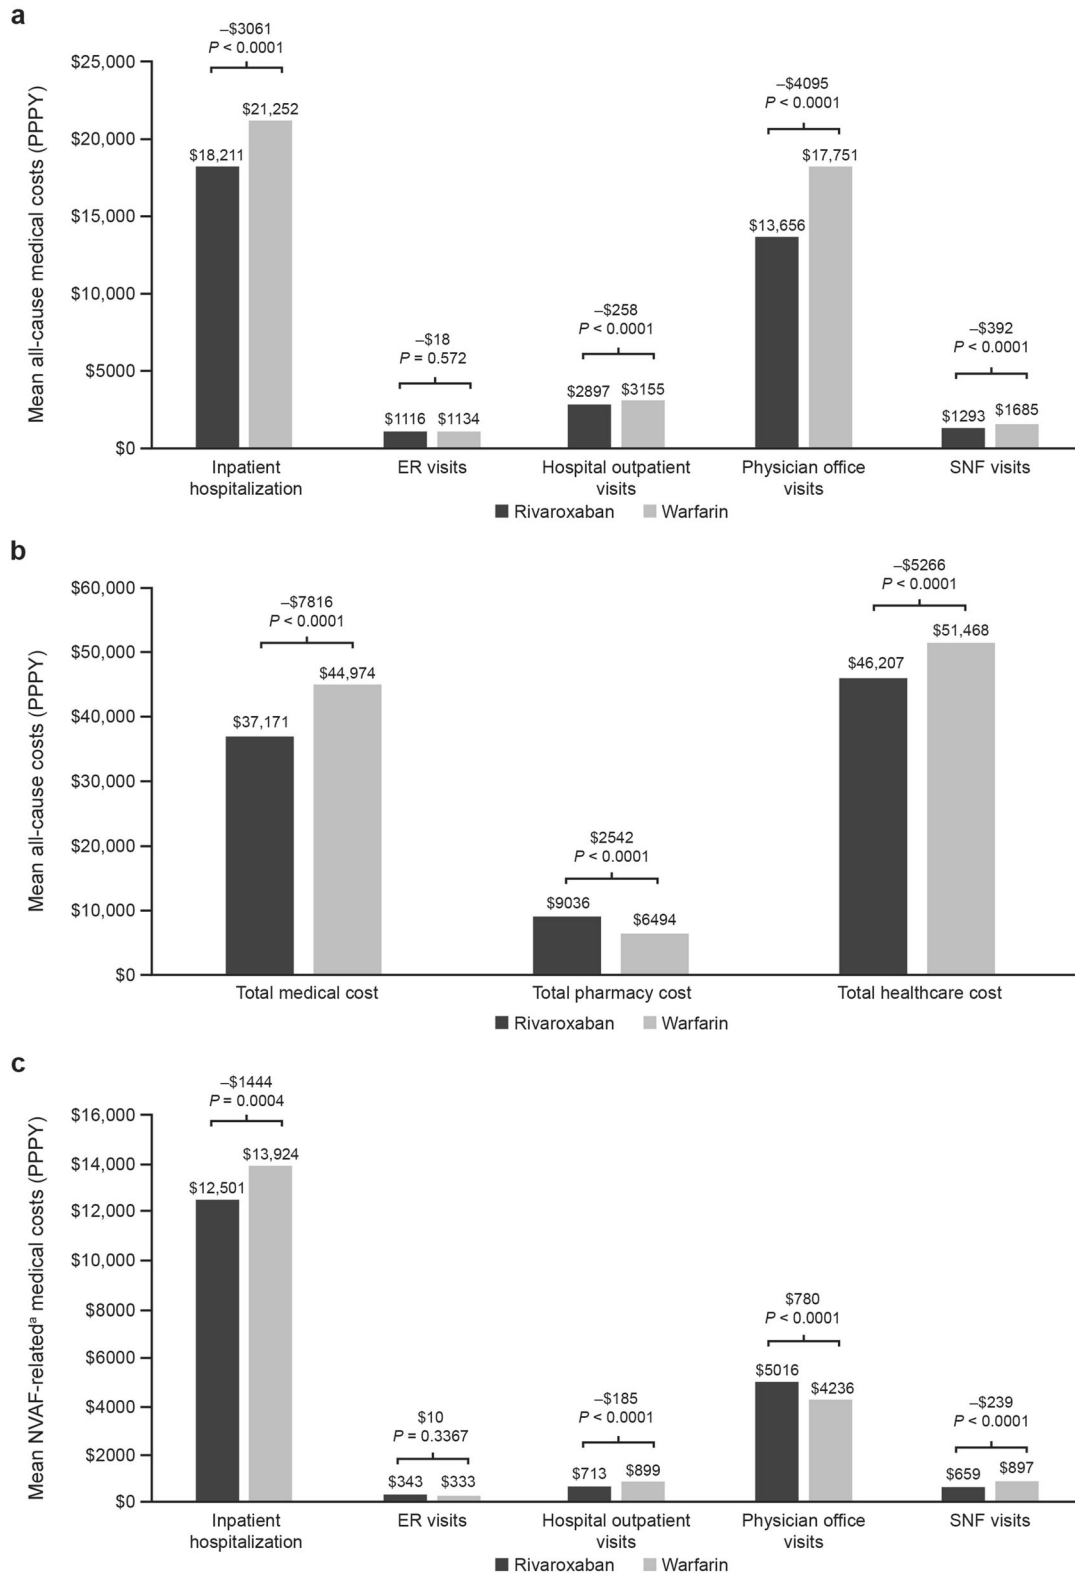 a
Mean all-cause medical costs (PPPY)
$25,000
$20,000
$15,000
$10,000
$5000
$0
–$3061
P < 0.0001
$18,211
$21,252
–$18
P = 0.572
$1116
$1134
–$258
P < 0.0001
$2897
$3155
–$4095
P < 0.0001
$13,656
$17,751
–$392
P < 0.0001
$1293
$1685
Inpatient
hospitalization
ER visits
Hospital outpatient
visits
Physician office
visits
SNF visits
Rivaroxaban
Warfarin
b
Mean all-cause costs (PPPY)
$60,000
$50,000
$40,000
$30,000
$20,000
$10,000
$0
–$7816
P < 0.0001
$37,171
$44,974
$2542
P < 0.0001
$9036
$6494
–$5266
P < 0.0001
$46,207
$51,468
Total medical cost
Total pharmacy cost
Total healthcare cost
Rivaroxaban
Warfarin
c
Mean NVAF-relatedᵃ medical costs (PPPY)
$16,000
$14,000
$12,000
$10,000
$8000
$6000
$4000
$2000
$0
–$1444
P = 0.0004
$12,501
$13,924
$10
P = 0.3367
$343
$333
–$185
P < 0.0001
$713
$899
$780
P < 0.0001
$5016
$4236
–$239
P < 0.0001
$659
$897
Inpatient
hospitalization
ER visits
Hospital outpatient
visits
Physician office
visits
SNF visits
Rivaroxaban
Warfarin